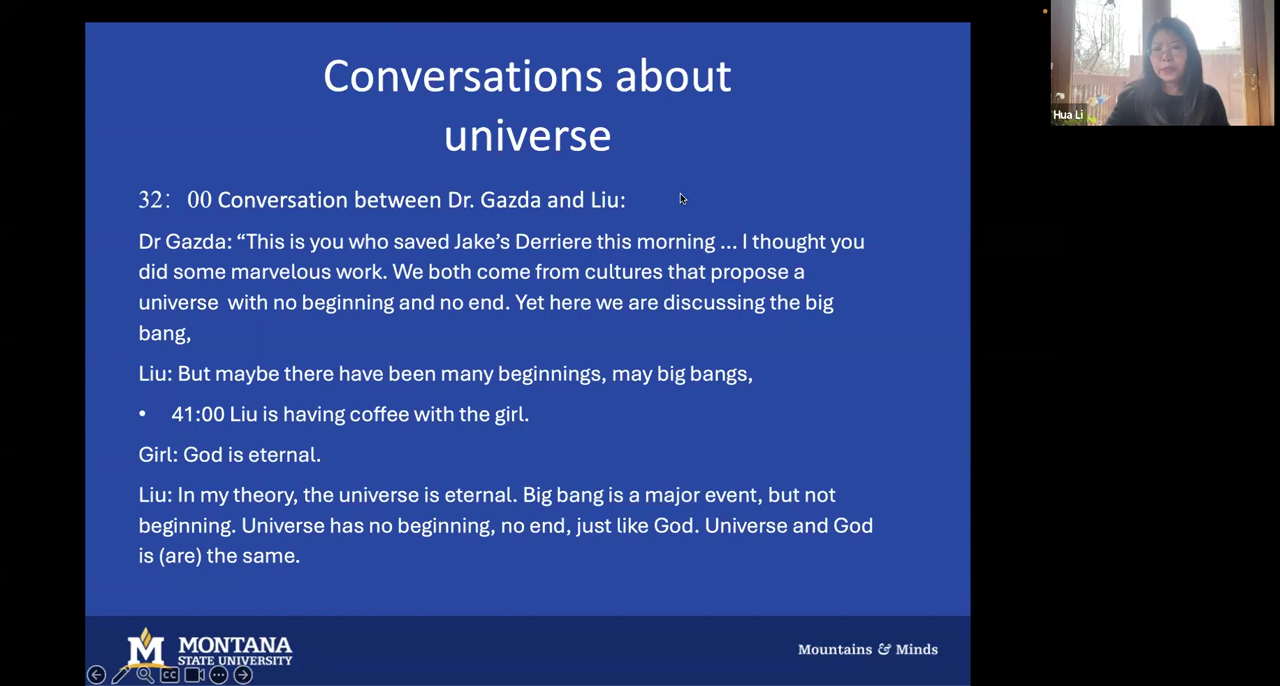 Conversations about
universe
32： 00 Conversation between Dr. Gazda and Liu:
Dr Gazda: “This is you who saved Jake’s Derriere this morning … I thought you
did some marvelous work. We both come from cultures that propose a
universe with no beginning and no end. Yet here we are discussing the big
bang,
Liu: But maybe there have been many beginnings, may big bangs,
• 41:00 Liu is having coffee with the girl.
Girl: God is eternal.
Liu: In my theory, the universe is eternal. Big bang is a major event, but not
beginning. Universe has no beginning, no end, just like God. Universe and God
is (are) the same.
M MONTANA
STATE UNIVERSITY
Mountains & Minds
CC
Hua Li